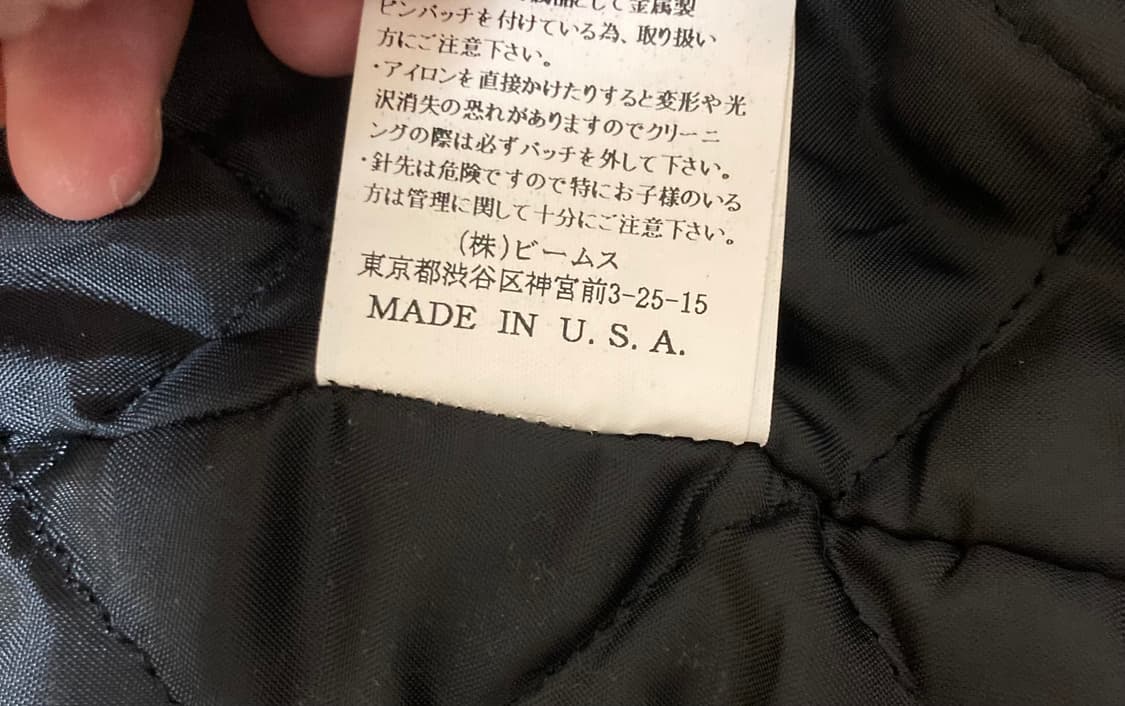 として金属製
ピンバッチを付けている為、取り扱い
方にご注意下さい。
・アイロンを直接かけたりすると変形や光
沢消失の恐れがありますのでクリーニ
ングの際は必ずバッチを外して下さい。
・針先は危険ですので特にお子様のいる
方は管理に関して十分にご注意下さい。
(株)ビームス
東京都渋谷区神宮前3-25-15
MADE IN U.S.A.